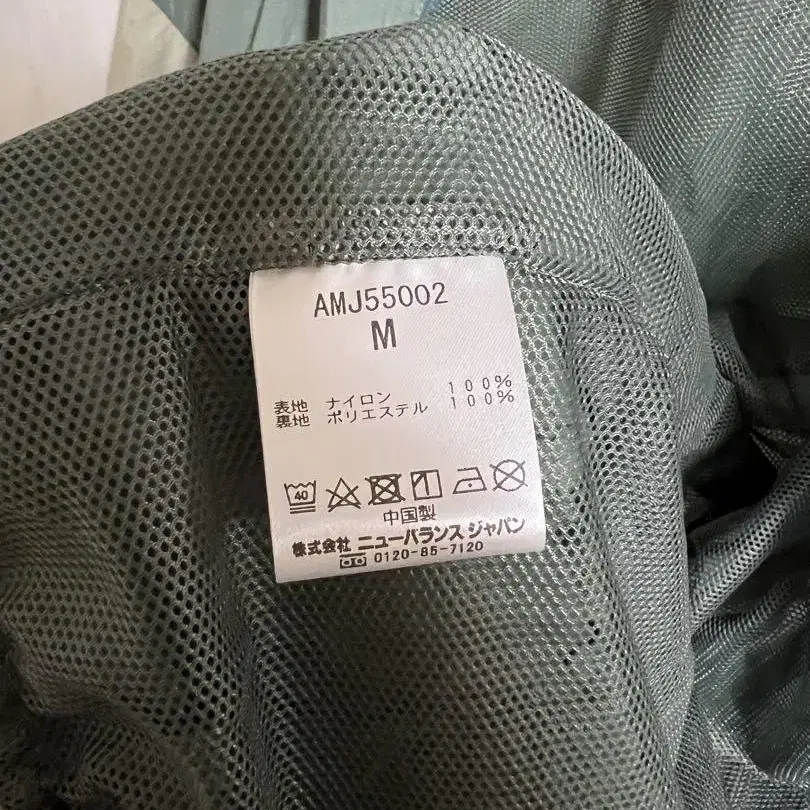 AMJ55002
M
表地 ナイロン 100%
裏地 ポリエステル 100%
40
中国製
株式会社 ニューバランス ジャパン
0120-85-7120